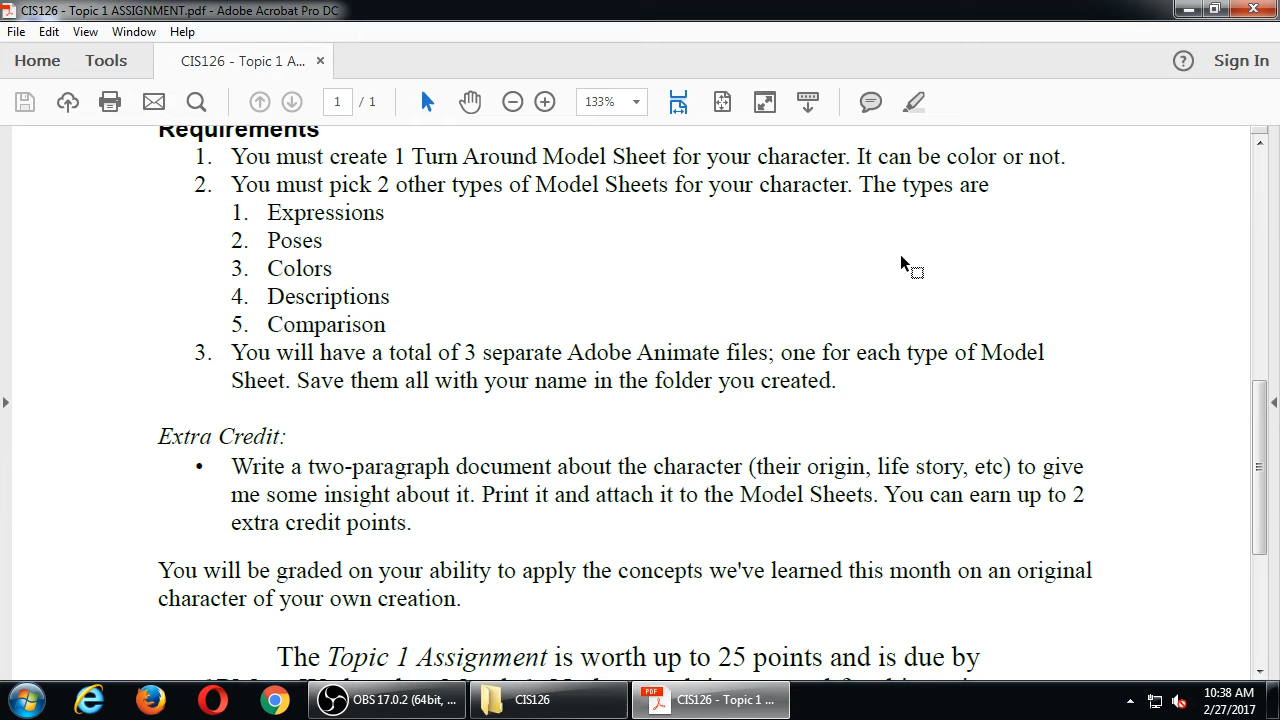 CIS126 - Topic 1 ASSIGNMENT.pdf - Adobe Acrobat Pro DC
File Edit View Window Help
Home Tools CIS126 - Topic 1 A... × ? Sign In
1 / 1 133%
Requirements
1. You must create 1 Turn Around Model Sheet for your character. It can be color or not.
2. You must pick 2 other types of Model Sheets for your character. The types are
1. Expressions
2. Poses
3. Colors
4. Descriptions
5. Comparison
3. You will have a total of 3 separate Adobe Animate files; one for each type of Model
Sheet. Save them all with your name in the folder you created.
Extra Credit:
• Write a two-paragraph document about the character (their origin, life story, etc) to give
me some insight about it. Print it and attach it to the Model Sheets. You can earn up to 2
extra credit points.
You will be graded on your ability to apply the concepts we've learned this month on an original
character of your own creation.
The Topic 1 Assignment is worth up to 25 points and is due by
OBS 17.0.2 (64bit, ... CIS126 PDF CIS126 - Topic 1 ... 10:38 AM
2/27/2017